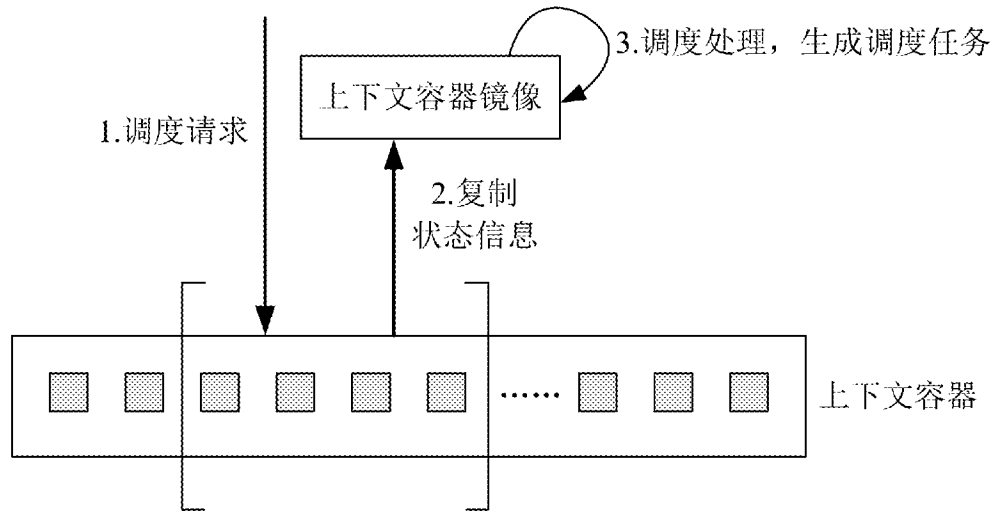 3.调度处理，生成调度任务
上下文容器镜像
1.调度请求
2.复制
状态信息
……
上下文容器